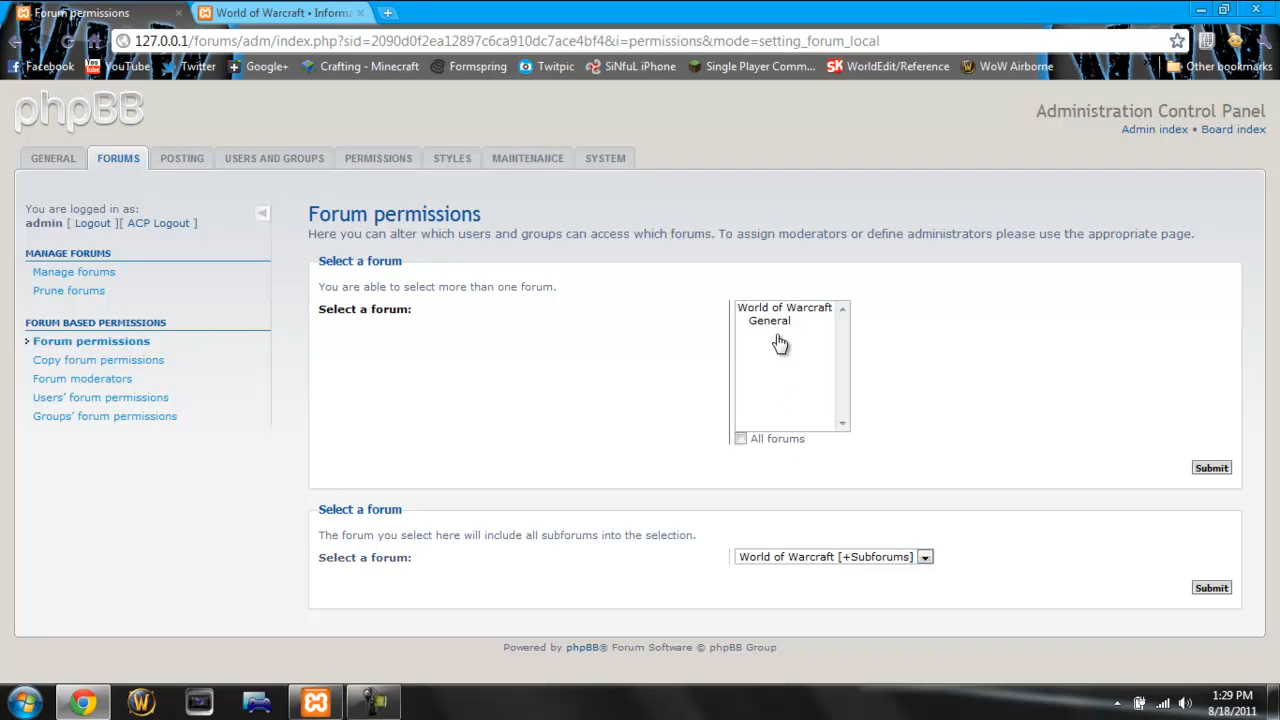 Forum permissions
World of Warcraft • Informa
127.0.0.1/forums/adm/index.php?sid=2090d0f2ea12897c6ca910dc7ace4bf4&i=permissions&mode=setting_forum_local
Facebook YouTube Twitter Google+ Crafting - Minecraft Formspring Twitpic SiNfuL iPhone Single Player Comm... WorldEdit/Reference WoW Airborne Other bookmarks
phpBB
Administration Control Panel
Admin index • Board index
GENERAL FORUMS POSTING USERS AND GROUPS PERMISSIONS STYLES MAINTENANCE SYSTEM
You are logged in as:
admin [ Logout ][ ACP Logout ]
MANAGE FORUMS
Manage forums
Prune forums
FORUM BASED PERMISSIONS
Forum permissions
Copy forum permissions
Forum moderators
Users’ forum permissions
Groups’ forum permissions
Forum permissions
Here you can alter which users and groups can access which forums. To assign moderators or define administrators please use the appropriate page.
Select a forum
You are able to select more than one forum.
Select a forum:
World of Warcraft
General
All forums
Submit
Select a forum
The forum you select here will include all subforums into the selection.
Select a forum:
World of Warcraft [+Subforums]
Submit
Powered by phpBB® Forum Software © phpBB Group
1:29 PM
8/18/2011